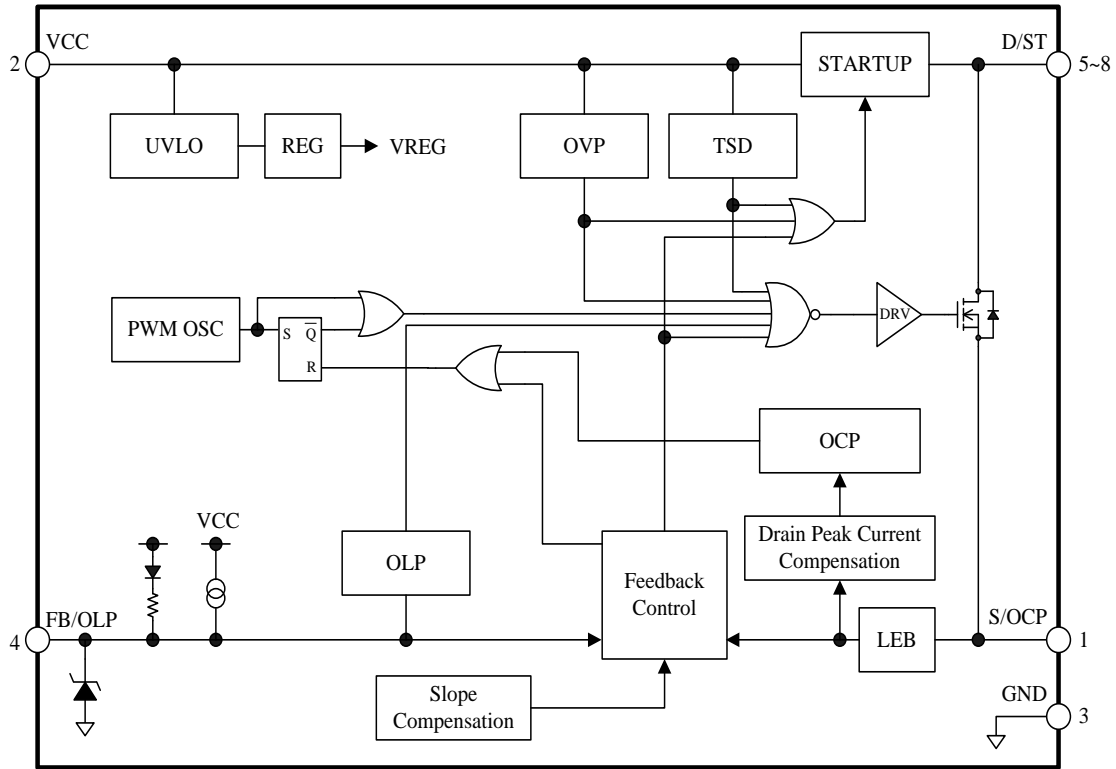 VCC
D/ST
2
STARTUP
5~8
UVLO
REG
VREG
OVP
TSD
PWM OSC
S
Q̅
R
DRV
OCP
VCC
Drain Peak Current
Compensation
OLP
Feedback
Control
FB/OLP
4
LEB
S/OCP
1
Slope
Compensation
GND
3